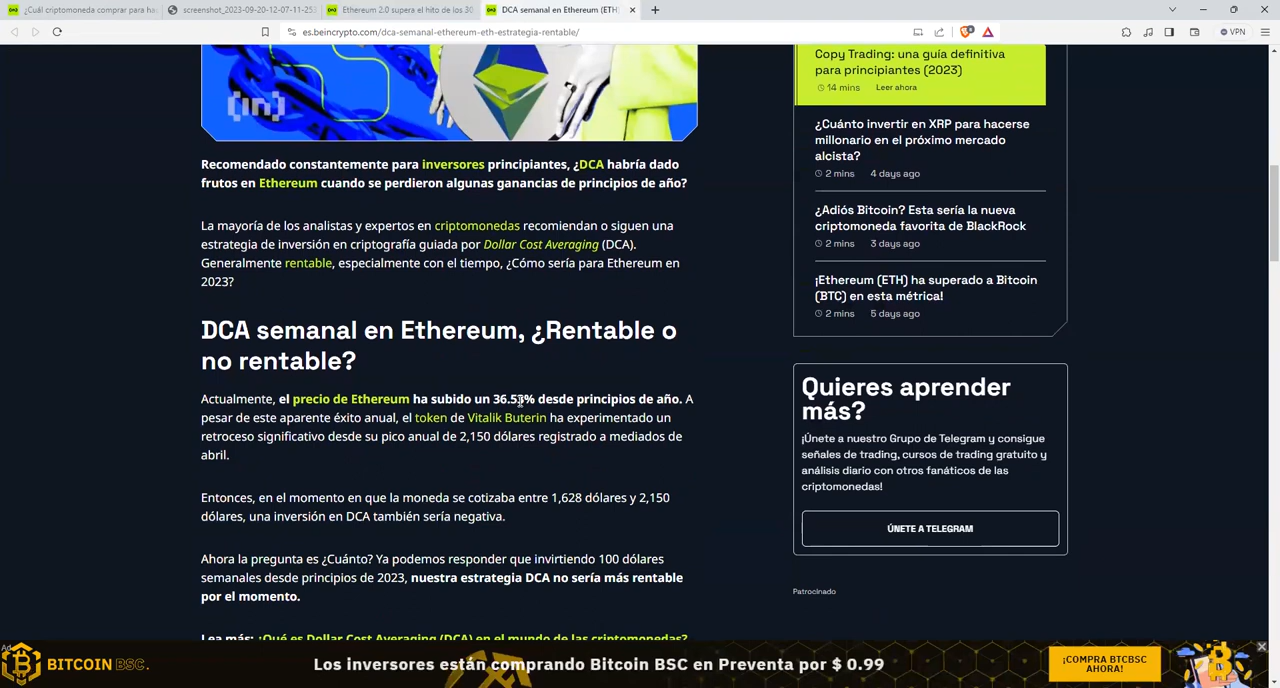 ¿Cuál criptomoneda comprar para ha
screenshot_2023-09-20-12-07-11-253
Ethereum 2.0 supera el hito de los 30
DCA semanal en Ethereum (ETH)
es.beincrypto.com/dca-semanal-ethereum-eth-estrategia-rentable/
VPN
[in]
Recomendado constantemente para inversores principiantes, ¿DCA habría dado
frutos en Ethereum cuando se perdieron algunas ganancias de principios de año?
La mayoría de los analistas y expertos en criptomonedas recomiendan o siguen una
estrategia de inversión en criptografía guiada por Dollar Cost Averaging (DCA).
Generalmente rentable, especialmente con el tiempo, ¿Cómo sería para Ethereum en
2023?
DCA semanal en Ethereum, ¿Rentable o
no rentable?
Actualmente, el precio de Ethereum ha subido un 36.53% desde principios de año. A
pesar de este aparente éxito anual, el token de Vitalik Buterin ha experimentado un
retroceso significativo desde su pico anual de 2,150 dólares registrado a mediados de
abril.
Entonces, en el momento en que la moneda se cotizaba entre 1,628 dólares y 2,150
dólares, una inversión en DCA también sería negativa.
Ahora la pregunta es ¿Cuánto? Ya podemos responder que invirtiendo 100 dólares
semanales desde principios de 2023, nuestra estrategia DCA no sería más rentable
por el momento.
Lea más: ¿Qué es Dollar Cost Averaging (DCA) en el mundo de las criptomonedas?
Copy Trading: una guía definitiva
para principiantes (2023)
14 mins Leer ahora
¿Cuánto invertir en XRP para hacerse
millonario en el próximo mercado
alcista?
2 mins 4 days ago
¿Adiós Bitcoin? Esta sería la nueva
criptomoneda favorita de BlackRock
2 mins 3 days ago
¡Ethereum (ETH) ha superado a Bitcoin
(BTC) en esta métrica!
2 mins 5 days ago
Quieres aprender
más?
¡Únete a nuestro Grupo de Telegram y consigue
señales de trading, cursos de trading gratuito y
análisis diario con otros fanáticos de las
criptomonedas!
ÚNETE A TELEGRAM
Patrocinado
Ad
BITCOIN BSC.
Los inversores están comprando Bitcoin BSC en Preventa por $ 0.99
¡COMPRA BTCBSC
AHORA!